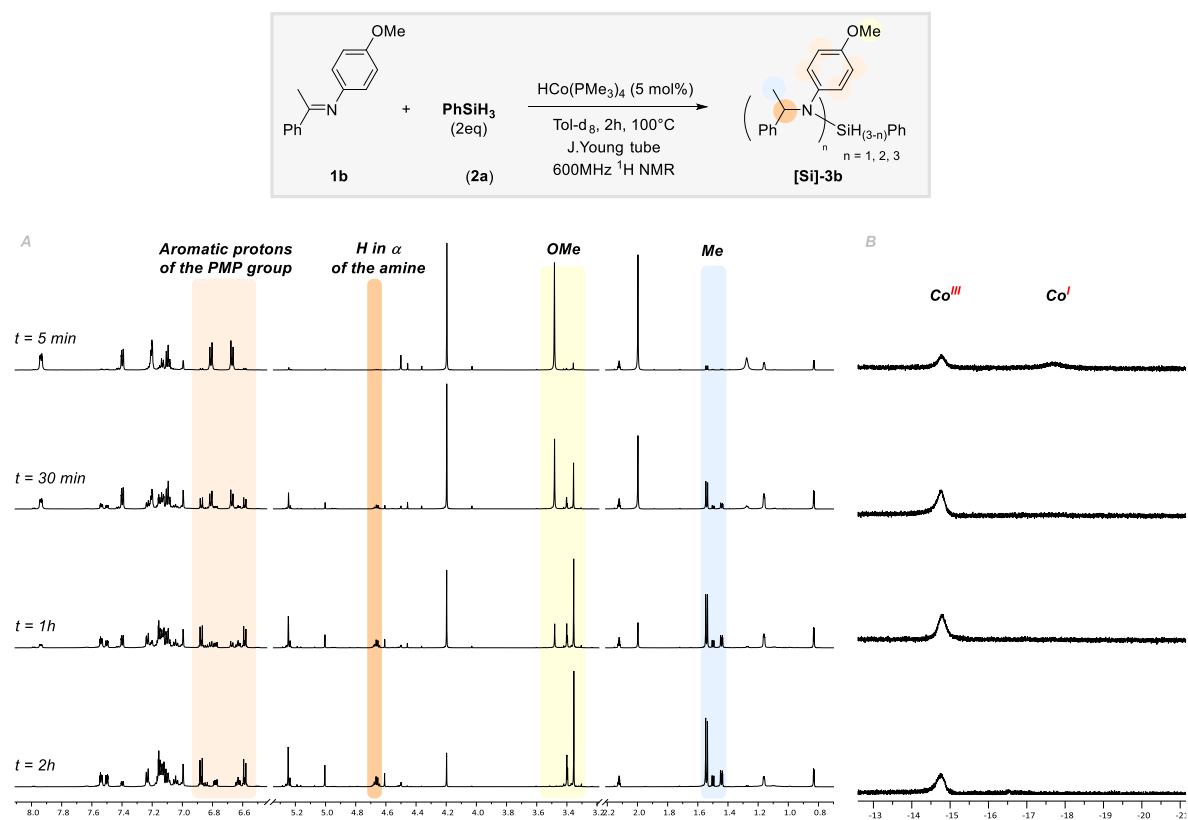 OMe
N
Ph
1b
+
PhSiH3
(2eq)
(2a)
HCo(PMe3)4 (5 mol%)
Tol-d8, 2h, 100°C
J.Young tube
600MHz 1H NMR
OMe
N
Ph
SiH(3-n)Ph
n
n = 1, 2, 3
[Si]-3b
A
Aromatic protons
of the PMP group
H in α
of the amine
OMe
Me
B
CoIII
CoI
t = 5 min
t = 30 min
t = 1h
t = 2h
8.0 7.8 7.6 7.4 7.2 7.0 6.8 6.6 5.2 5.0 4.8 4.6 4.4 4.2 4.0 3.8 3.6 3.4 3.2 2.2 2.0 1.8 1.6 1.4 1.2 1.0 0.8
-13 -14 -15 -16 -17 -18 -19 -20